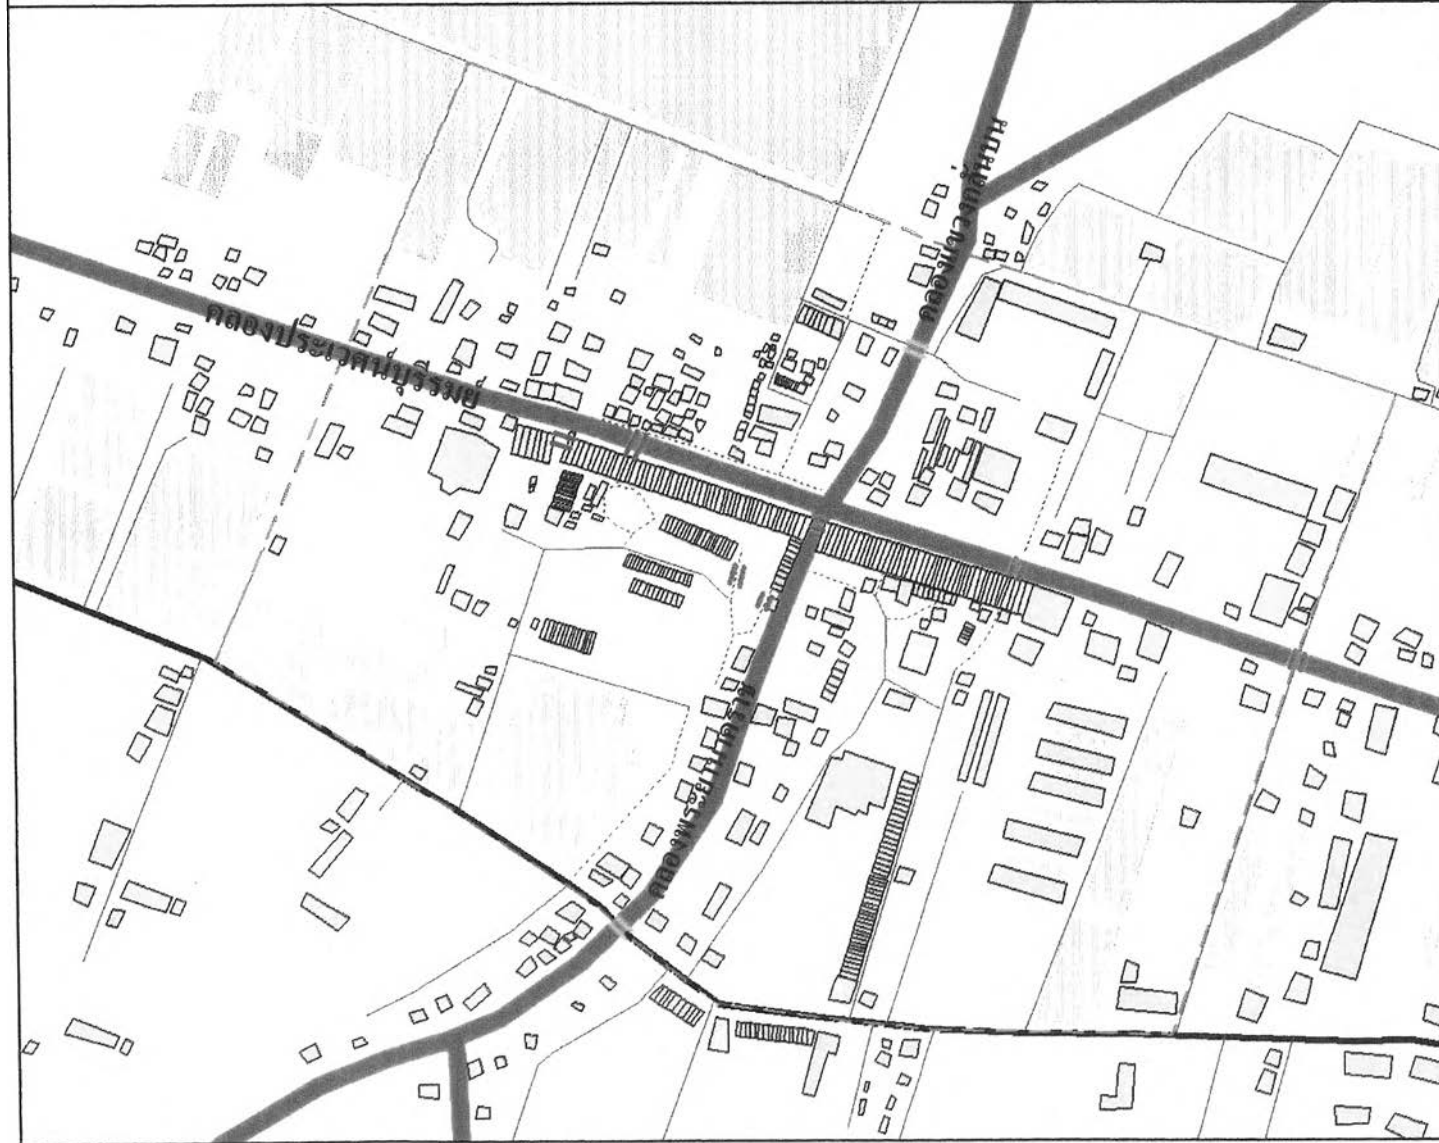 คลองแขวงกลั่นบน
คลองประเวศน์บุรีรมย์
คลองพระยานาคราช